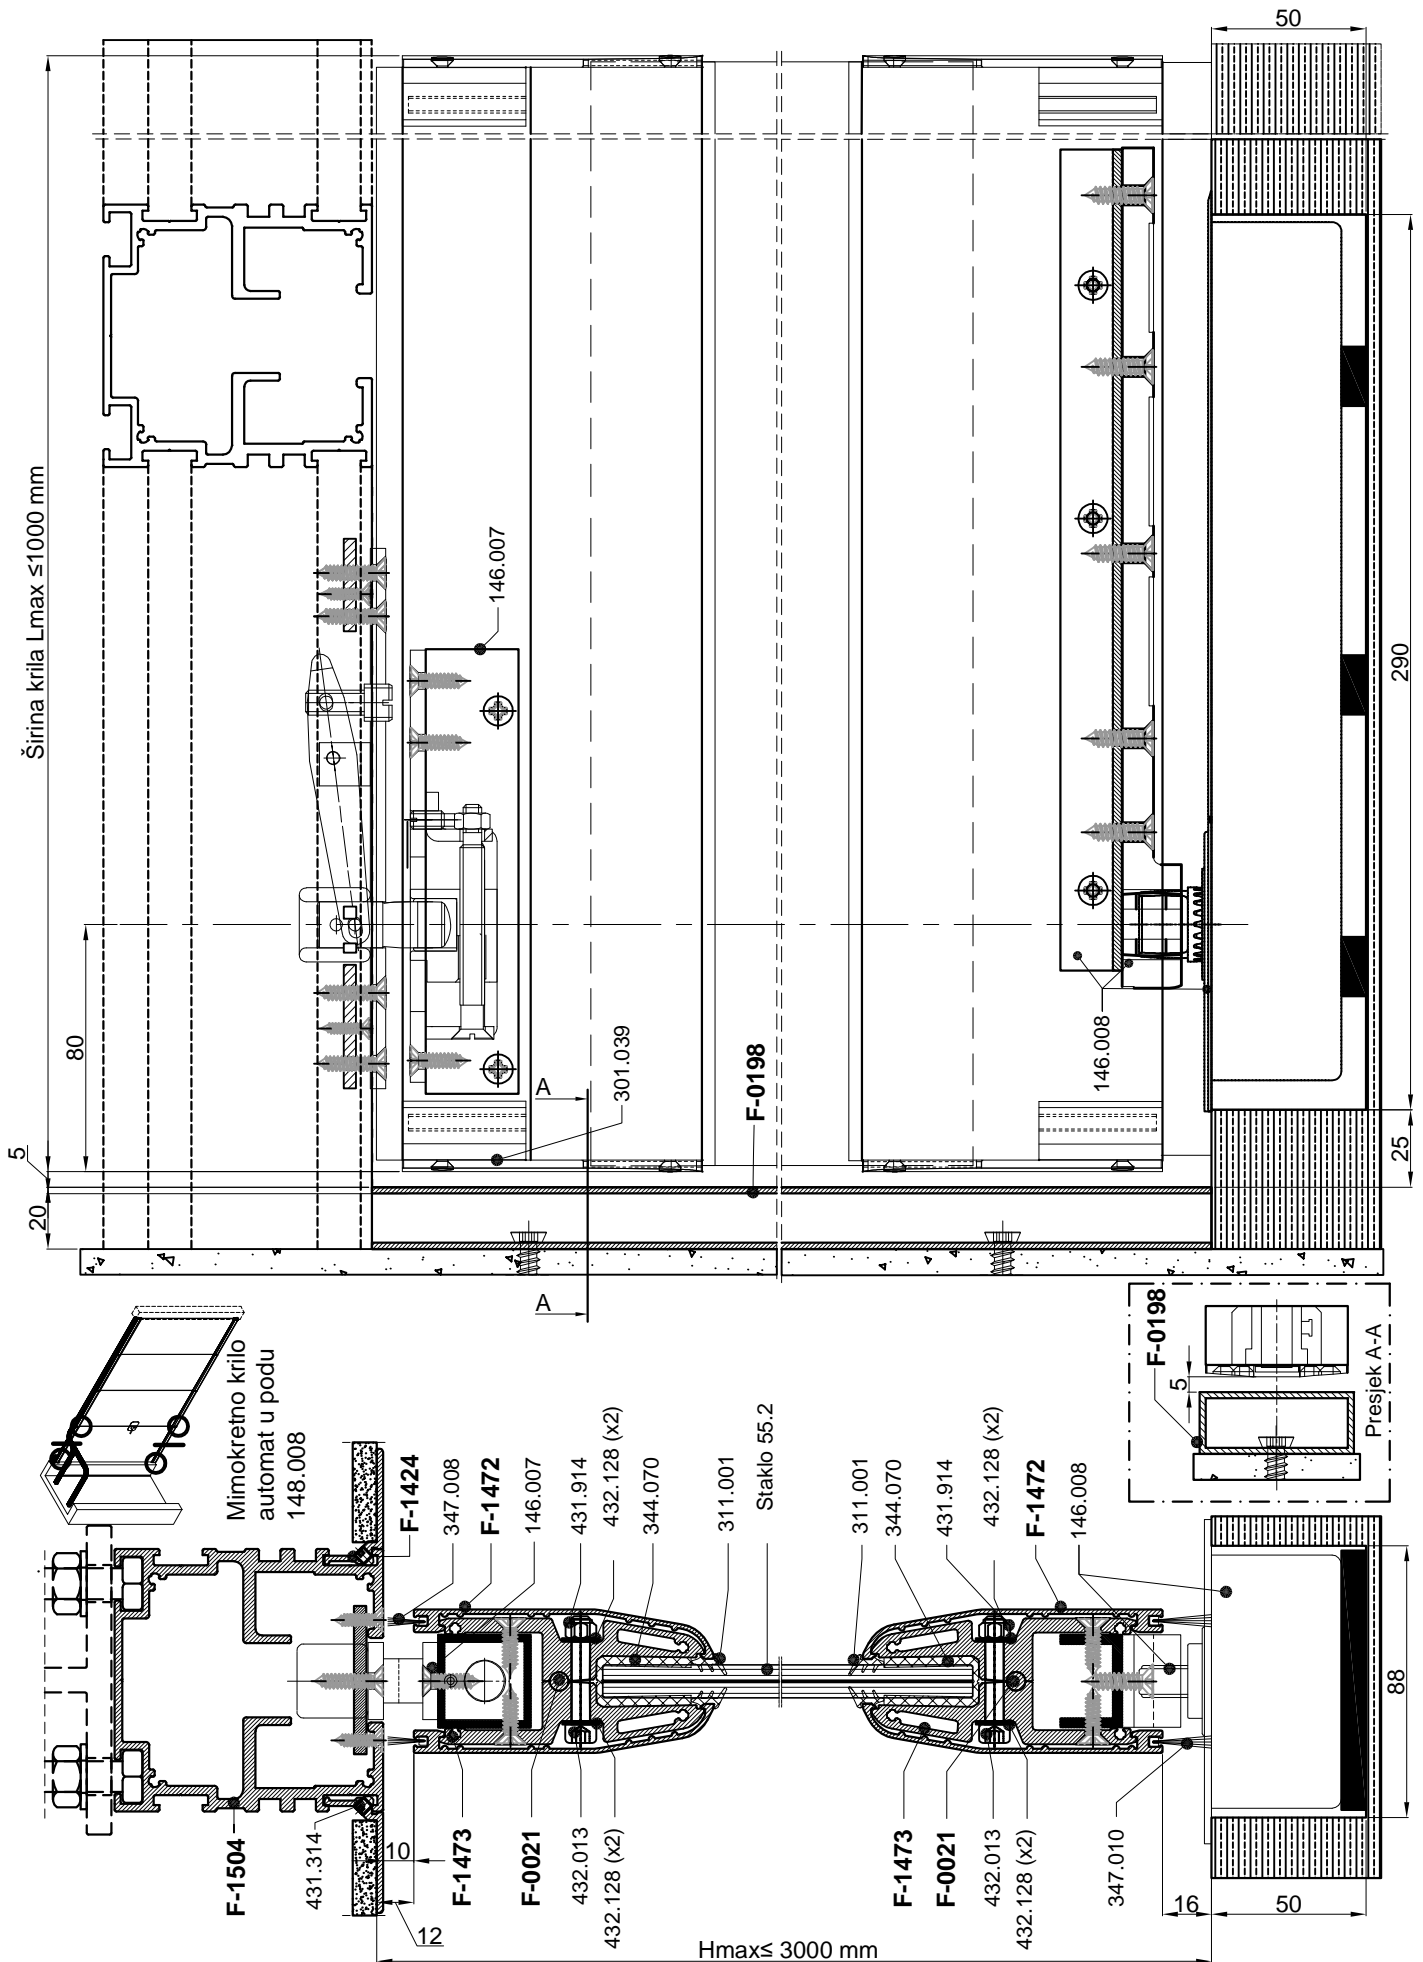 50
Širina krila Lmax ≤1000 mm
146.007
80
301.039
A
F-0198
146.008
290
25
5
20
A
Mimokretno krilo
automat u podu
148.008
F-1424
347.008
F-1472
146.007
431.914
432.128 (x2)
344.070
311.001
Staklo 55.2
311.001
344.070
431.914
432.128 (x2)
F-1472
146.008
F-0198
5
Presjek A-A
88
F-1504
431.314
10
12
F-1473
F-0021
432.013
432.128 (x2)
F-1473
F-0021
432.013
432.128 (x2)
347.010
16
50
Hmax≤ 3000 mm